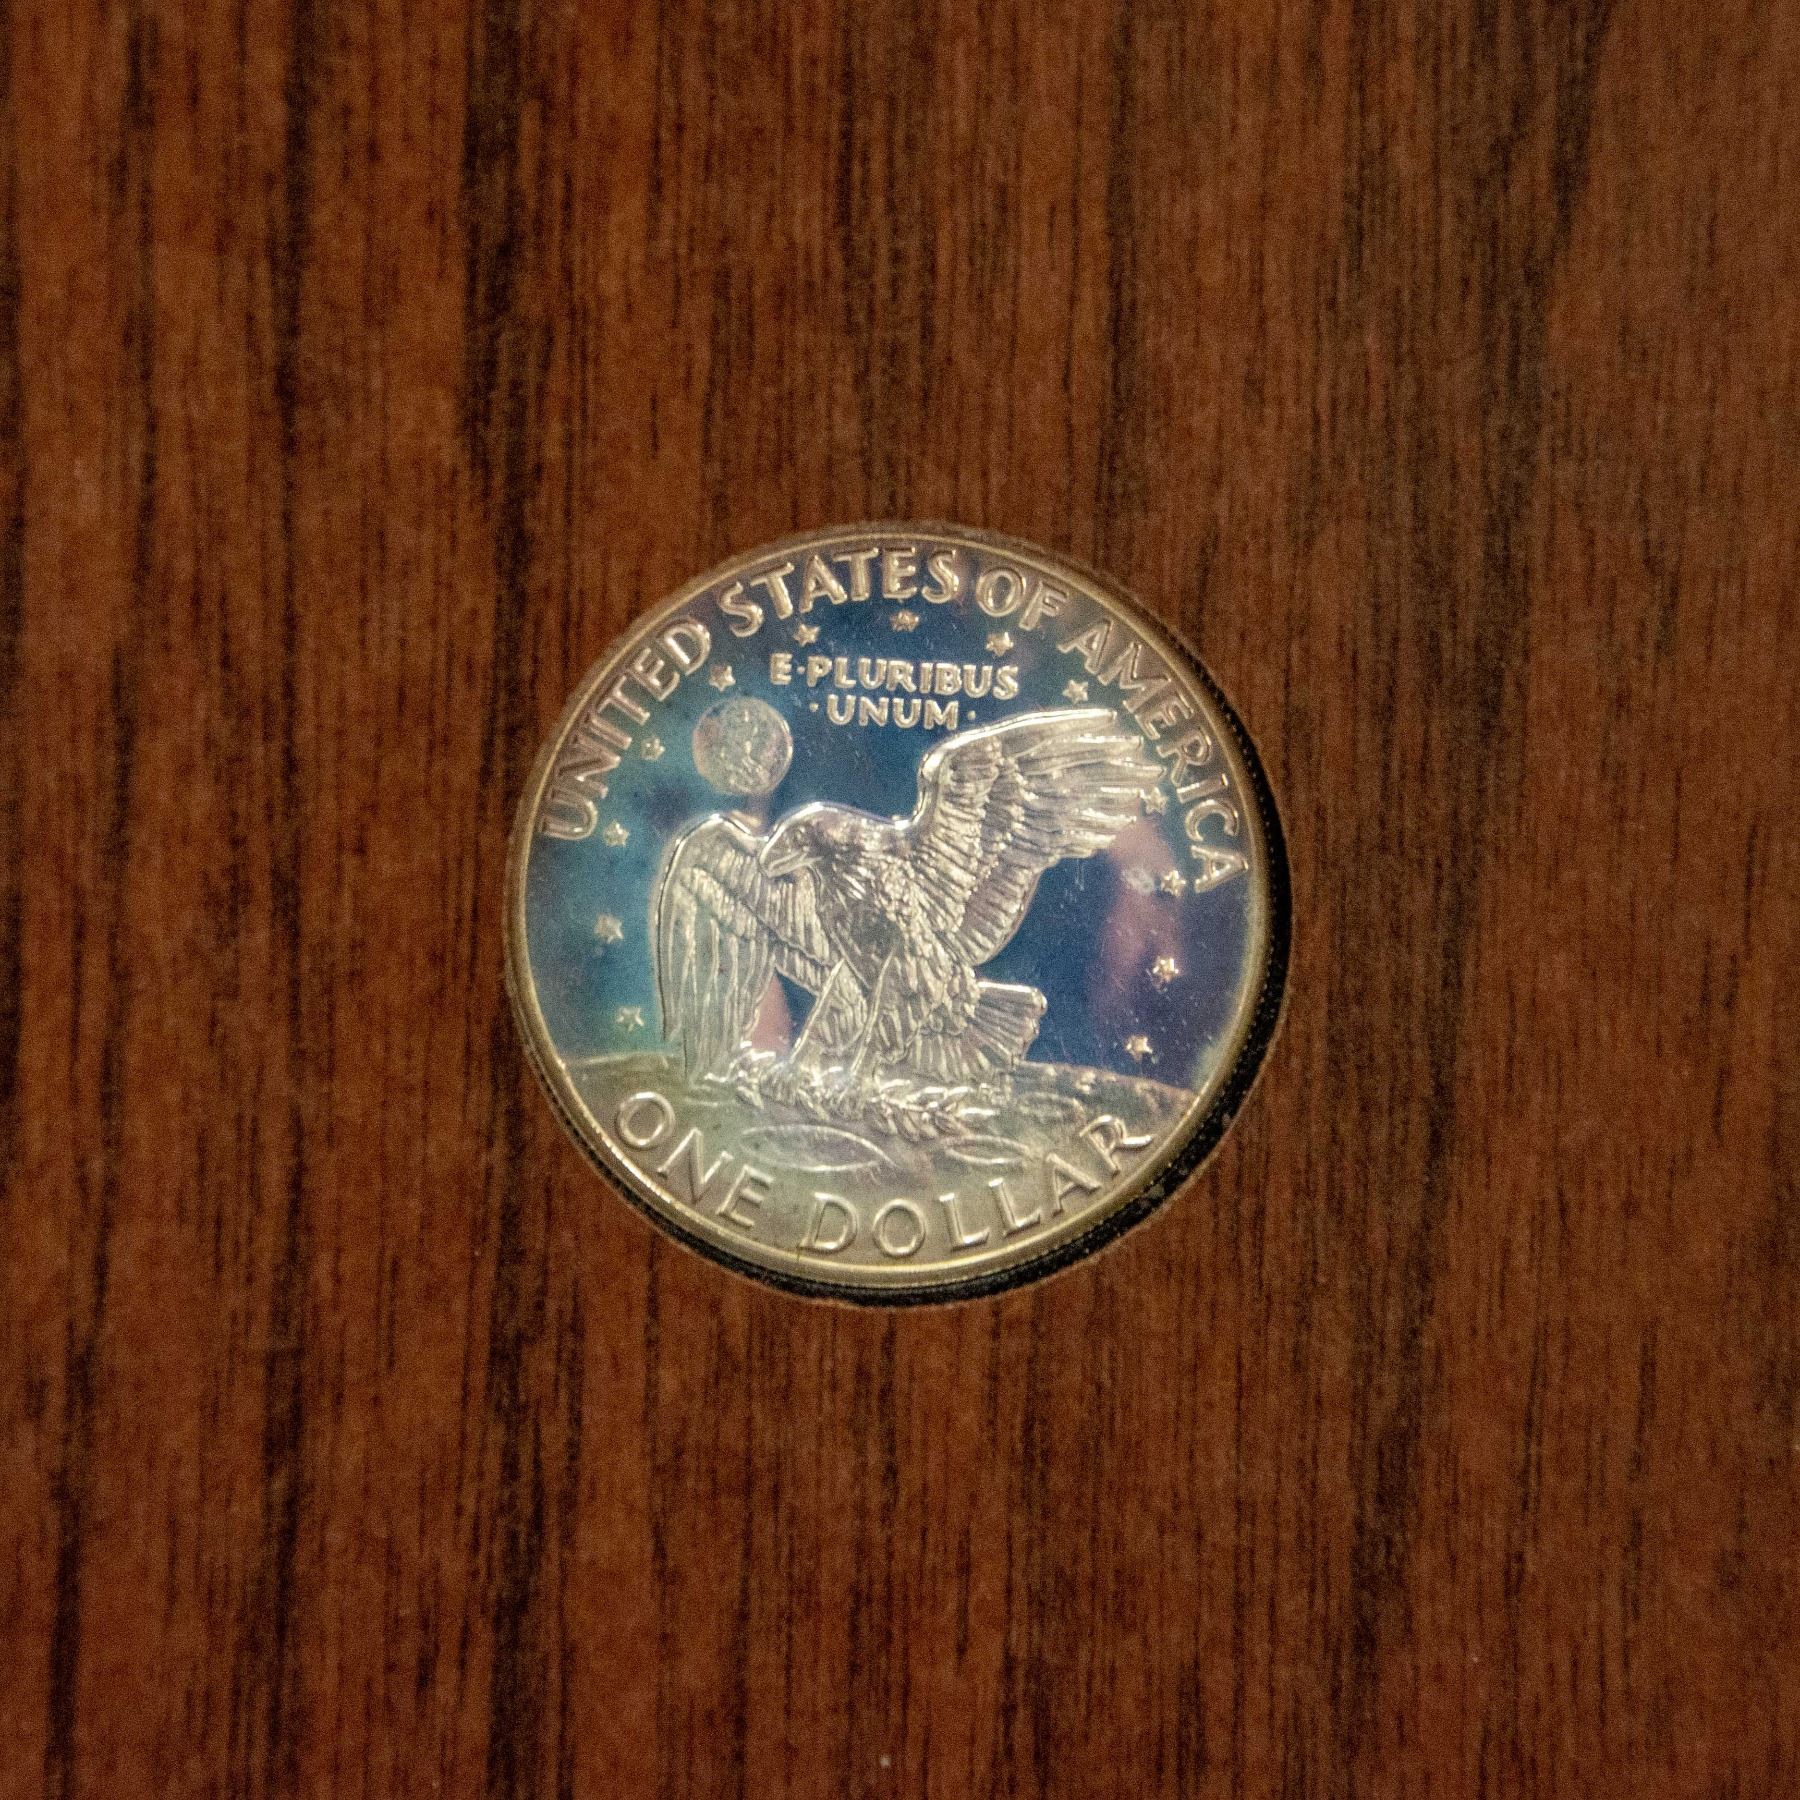 UNITED STATES OF AMERICA
E·PLURIBUS
·UNUM·
ONE DOLLAR